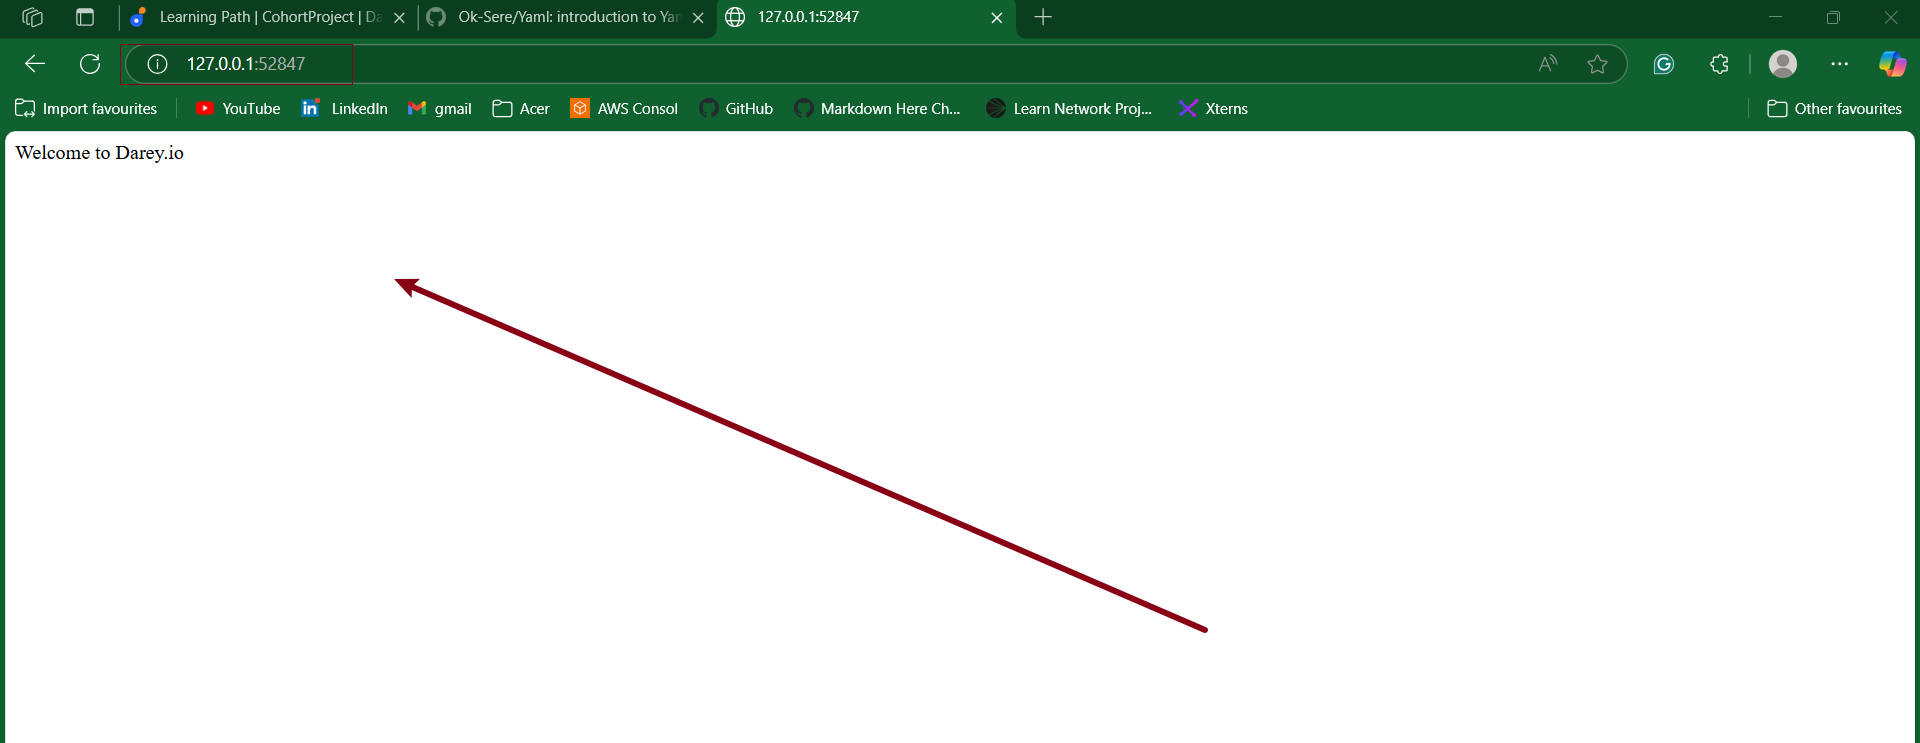 Learning Path | CohortProject | Da
Ok-Sere/Yaml: introduction to Yam
127.0.0.1:52847
127.0.0.1:52847
Import favourites
YouTube
LinkedIn
gmail
Acer
AWS Consol
GitHub
Markdown Here Ch...
Learn Network Proj...
Xterns
Other favourites
Welcome to Darey.io